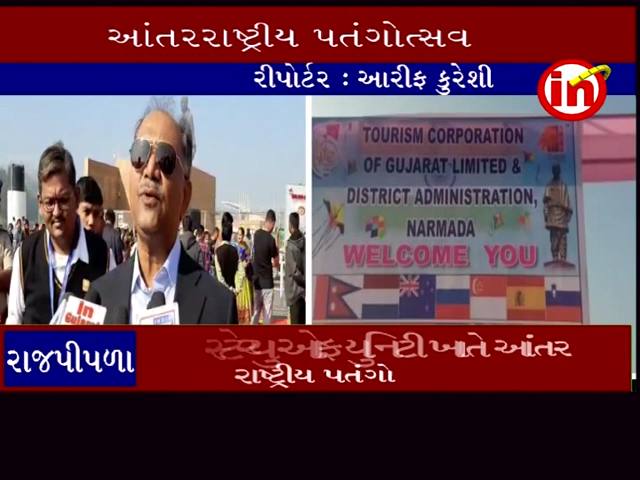 આંતરરાષ્ટ્રીય પતંગોત્સવ
રીપોર્ટર : આરીફ કુરેશી
in
TOURISM CORPORATION
OF GUJARAT LIMITED &
DISTRICT ADMINISTRATION,
NARMADA
WELCOME YOU
in
રાજપીપળા
સ્ટેચ્યુ ઓફ યુનિટી ખાતે આંતર
રાષ્ટ્રીય પતંગો